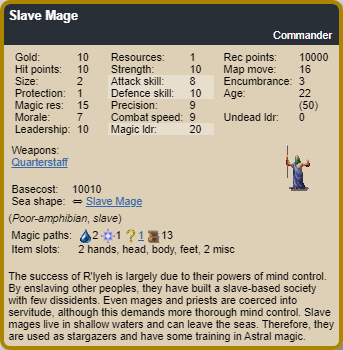 Slave Mage
Commander
Gold: 10 Resources: 1 Rec points: 10000
Hit points: 10 Strength: 10 Map move: 16
Size: 2 Attack skill: 8 Encumbrance: 3
Protection: 1 Defence skill: 10 Age: 22
Magic res: 15 Precision: 9 (50)
Morale: 7 Combat speed: 9 Undead ldr: 0
Leadership: 10 Magic ldr: 20
Weapons:
Quarterstaff
Basecost: 10010
Sea shape: ⇔ Slave Mage
(Poor-amphibian, slave)
Magic paths: 2 1 ? 1 13
Item slots: 2 hands, head, body, feet, 2 misc
The success of R'lyeh is largely due to their powers of mind control.
By enslaving other peoples, they have built a slave-based society
with few dissidents. Even mages and priests are coerced into
servitude, although this demands more thorough mind control. Slave
mages live in shallow waters and can leave the seas. Therefore, they
are used as stargazers and have some training in Astral magic.